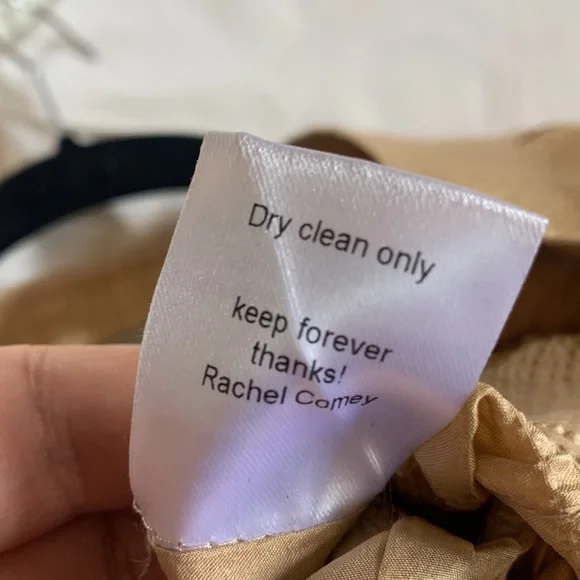 Dry clean only
keep forever
thanks!
Rachel Comey